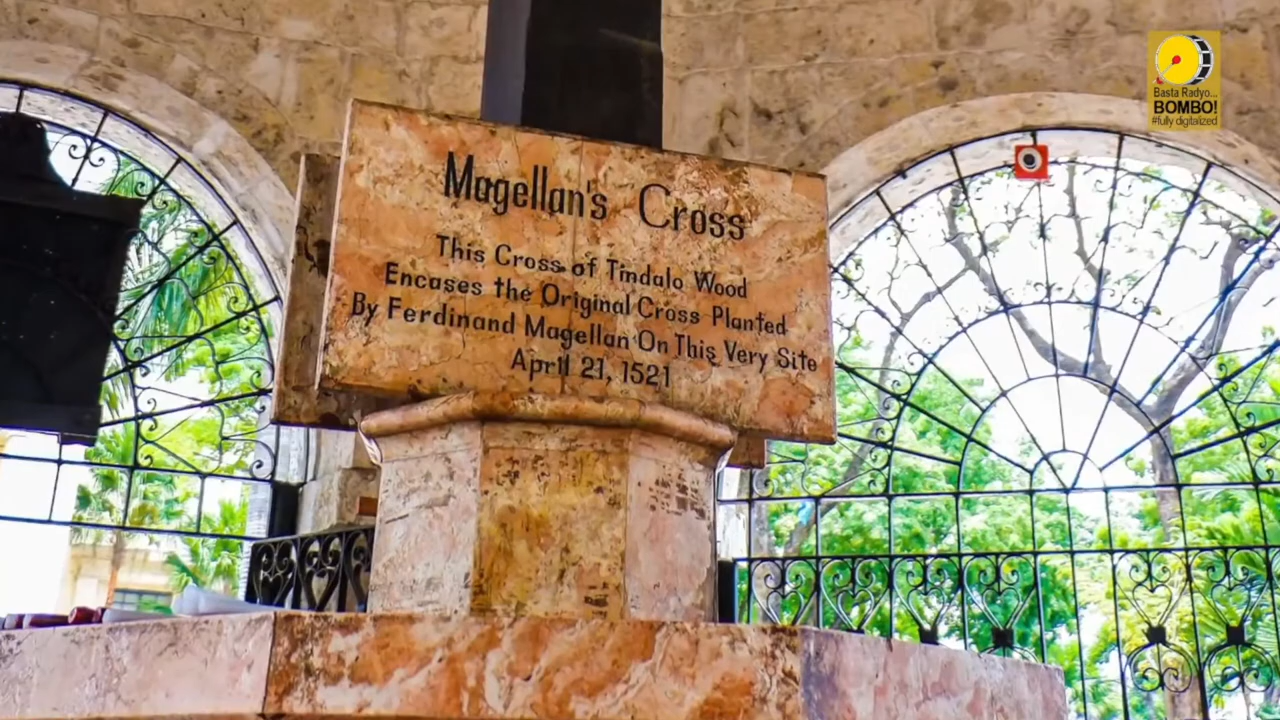 Magellan's Cross
This Cross of Tindalo Wood
Encases the Original Cross Planted
By Ferdinand Magellan On This Very Site
April 21, 1521
Basta Radyo...
BOMBO!
#fully digitalized